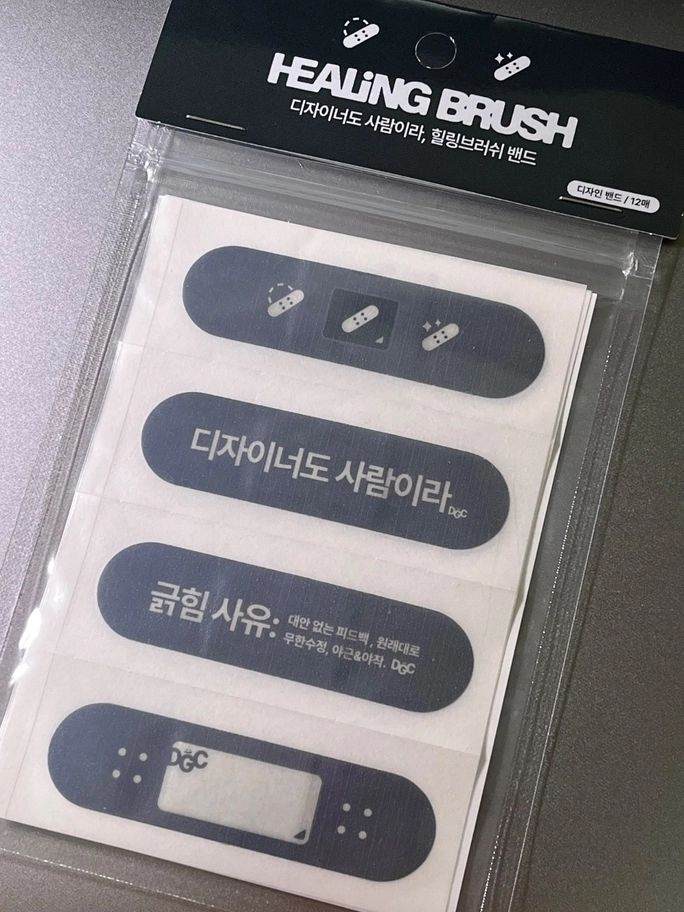 HEALiNG BRUSH
디자이너도 사람이라, 힐링브러쉬 밴드
디자인 밴드 / 12매
디자이너도 사람이라
DGC
긁힘 사유:
대안 없는 피드백, 원래대로
무한수정, 야근&야작. DGC
DGC